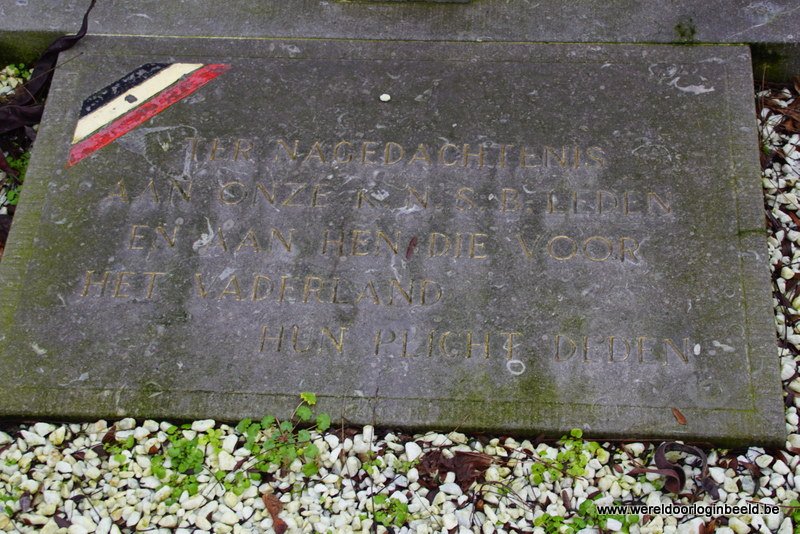 TER NAGEDACHTENIS
AAN ONZE K.N.S.B. LEDEN
EN AAN HEN DIE VOOR
HET VADERLAND
HUN PLICHT DEDEN
www.wereldoorloginbeeld.be